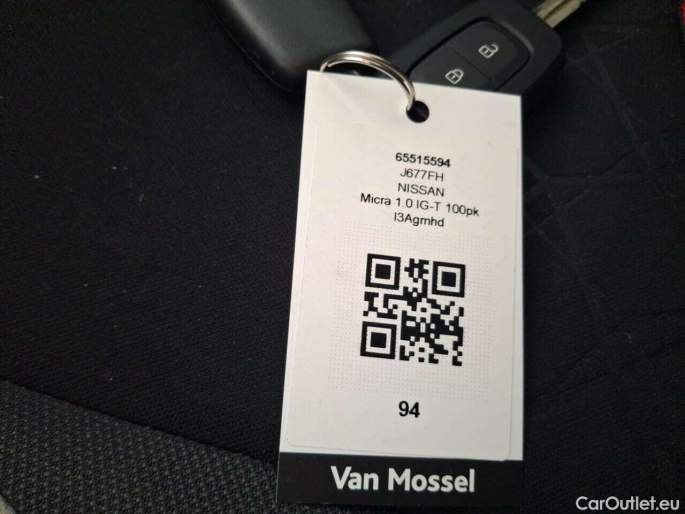 65515594
J677FH
NISSAN
Micra 1.0 IG-T 100pk
I3Agmhd
94
Van Mossel
CarOutlet.eu